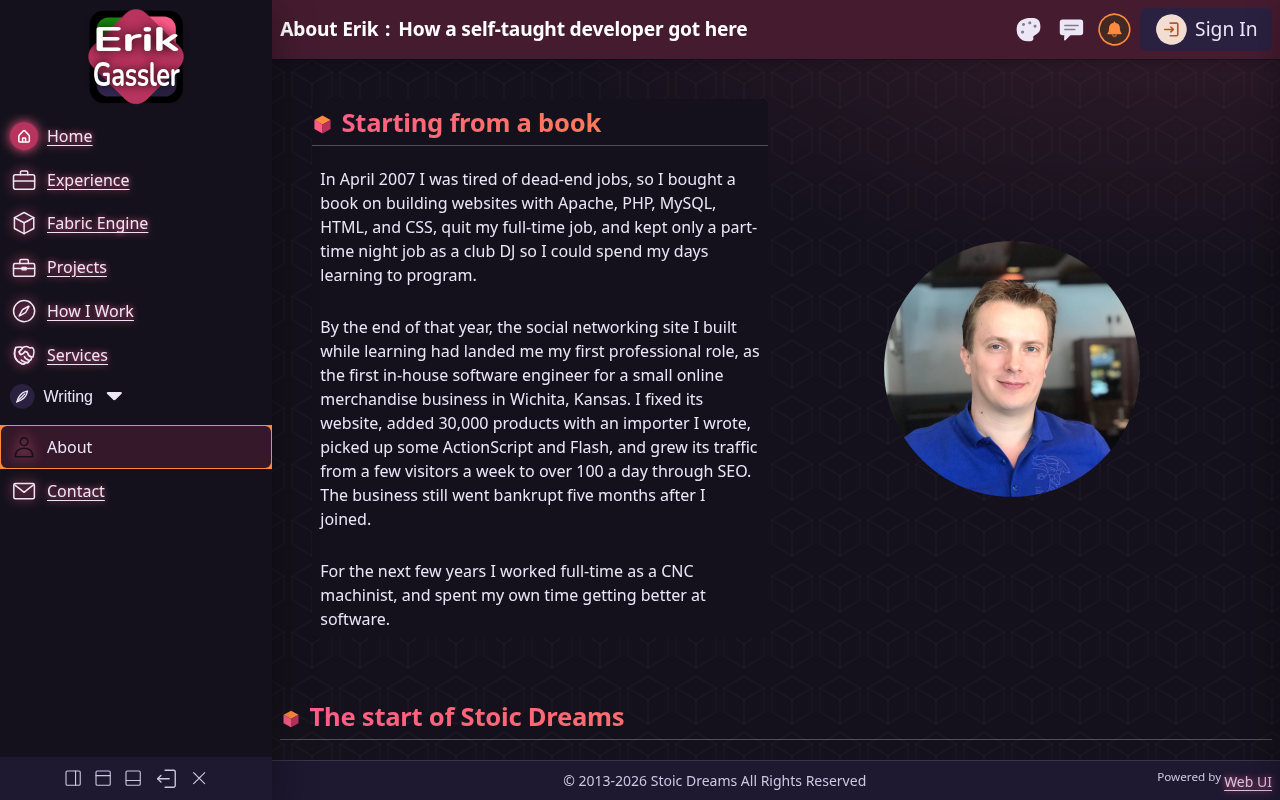 Erik
Gassler
Home
Experience
Fabric Engine
Projects
How I Work
Services
Writing
About
Contact
About Erik : How a self-taught developer got here
Sign In
Starting from a book
In April 2007 I was tired of dead-end jobs, so I bought a
book on building websites with Apache, PHP, MySQL,
HTML, and CSS, quit my full-time job, and kept only a part-
time night job as a club DJ so I could spend my days
learning to program.
By the end of that year, the social networking site I built
while learning had landed me my first professional role, as
the first in-house software engineer for a small online
merchandise business in Wichita, Kansas. I fixed its
website, added 30,000 products with an importer I wrote,
picked up some ActionScript and Flash, and grew its traffic
from a few visitors a week to over 100 a day through SEO.
The business still went bankrupt five months after I
joined.
For the next few years I worked full-time as a CNC
machinist, and spent my own time getting better at
software.
The start of Stoic Dreams
© 2013-2026 Stoic Dreams All Rights Reserved
Powered by Web UI